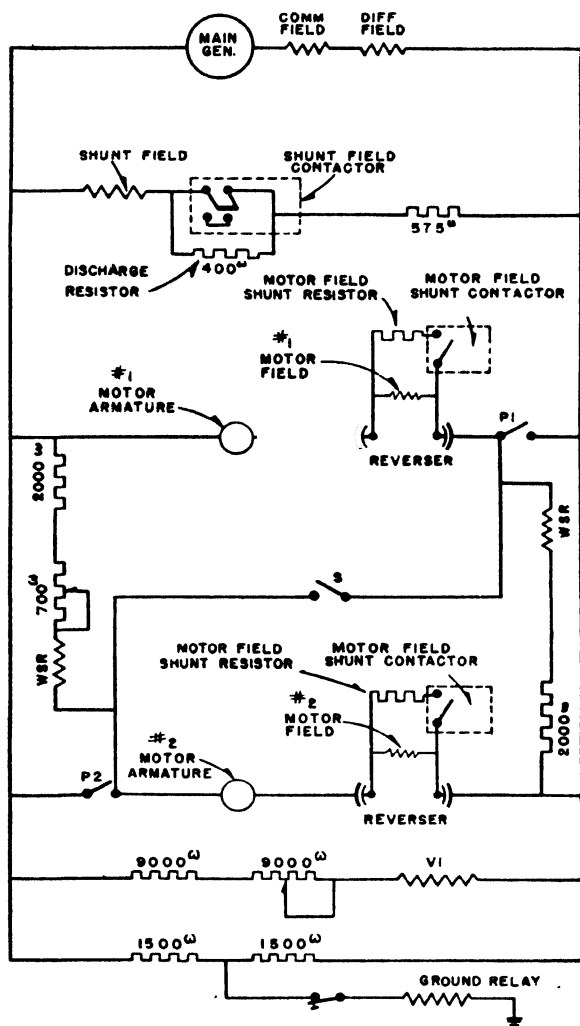 MAIN
GEN.
COMM
FIELD
DIFF
FIELD
SHUNT FIELD
SHUNT FIELD
CONTACTOR
575ω
400ω
DISCHARGE
RESISTOR
MOTOR FIELD
SHUNT RESISTOR
MOTOR FIELD
SHUNT CONTACTOR
#1
MOTOR
FIELD
#1
MOTOR
ARMATURE
P1
REVERSER
2000ω
WSR
700ω
S
WSR
MOTOR FIELD
SHUNT RESISTOR
MOTOR FIELD
SHUNT CONTACTOR
#2
MOTOR
FIELD
2000ω
#2
MOTOR
ARMATURE
P2
REVERSER
9000ω
9000ω
V1
1500ω
1500ω
GROUND RELAY